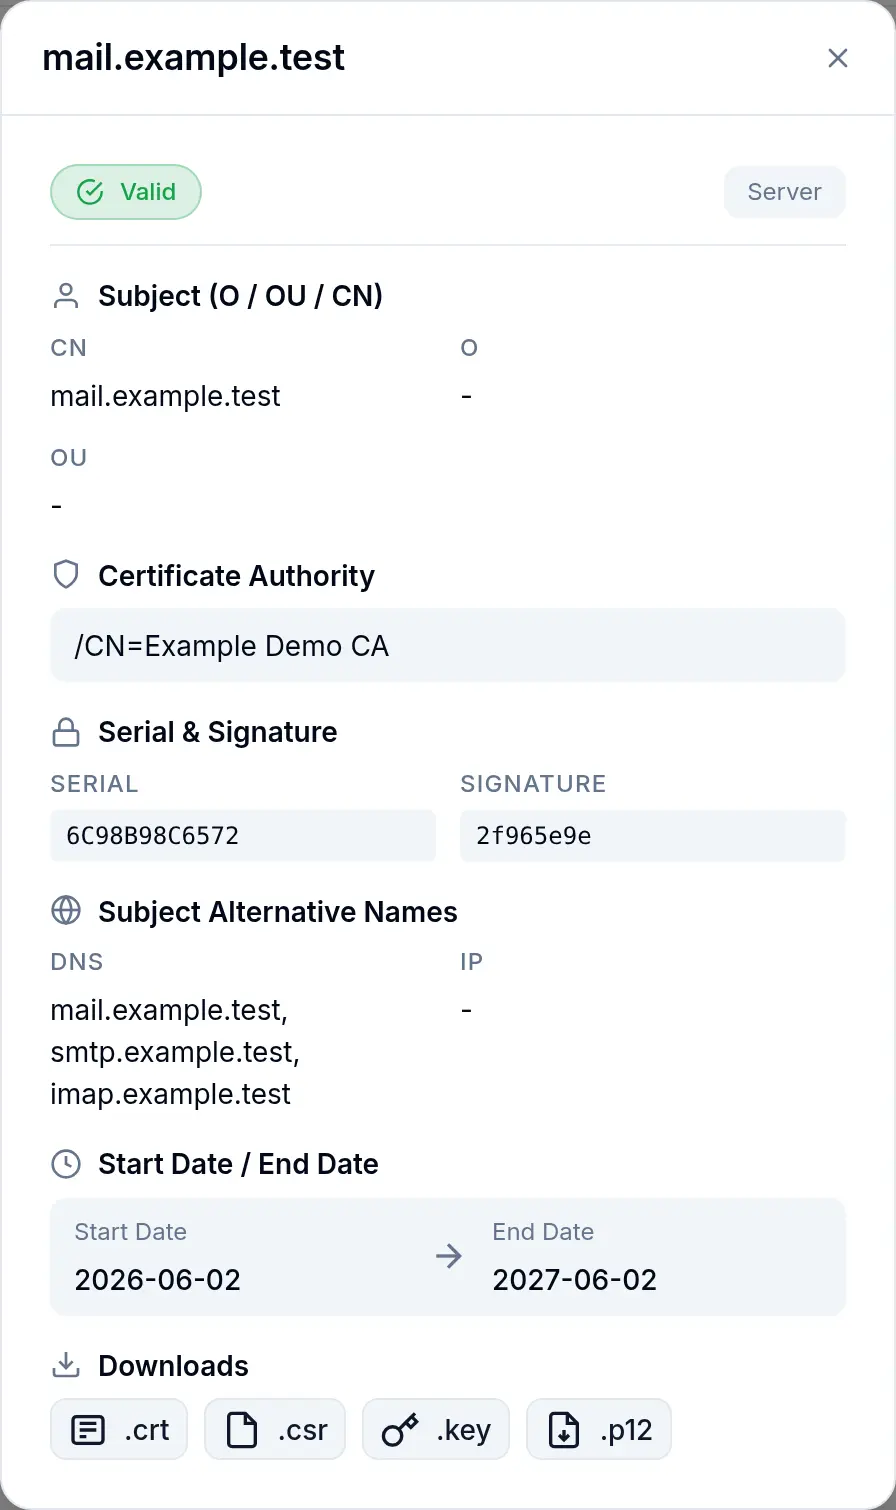 mail.example.test
Valid
Server
Subject (O / OU / CN)
CN
O
mail.example.test
-
OU
-
Certificate Authority
/CN=Example Demo CA
Serial & Signature
SERIAL
SIGNATURE
6C98B98C6572
2f965e9e
Subject Alternative Names
DNS
IP
mail.example.test,
smtp.example.test,
imap.example.test
-
Start Date / End Date
Start Date
End Date
2026-06-02
2027-06-02
Downloads
.crt
.csr
.key
.p12